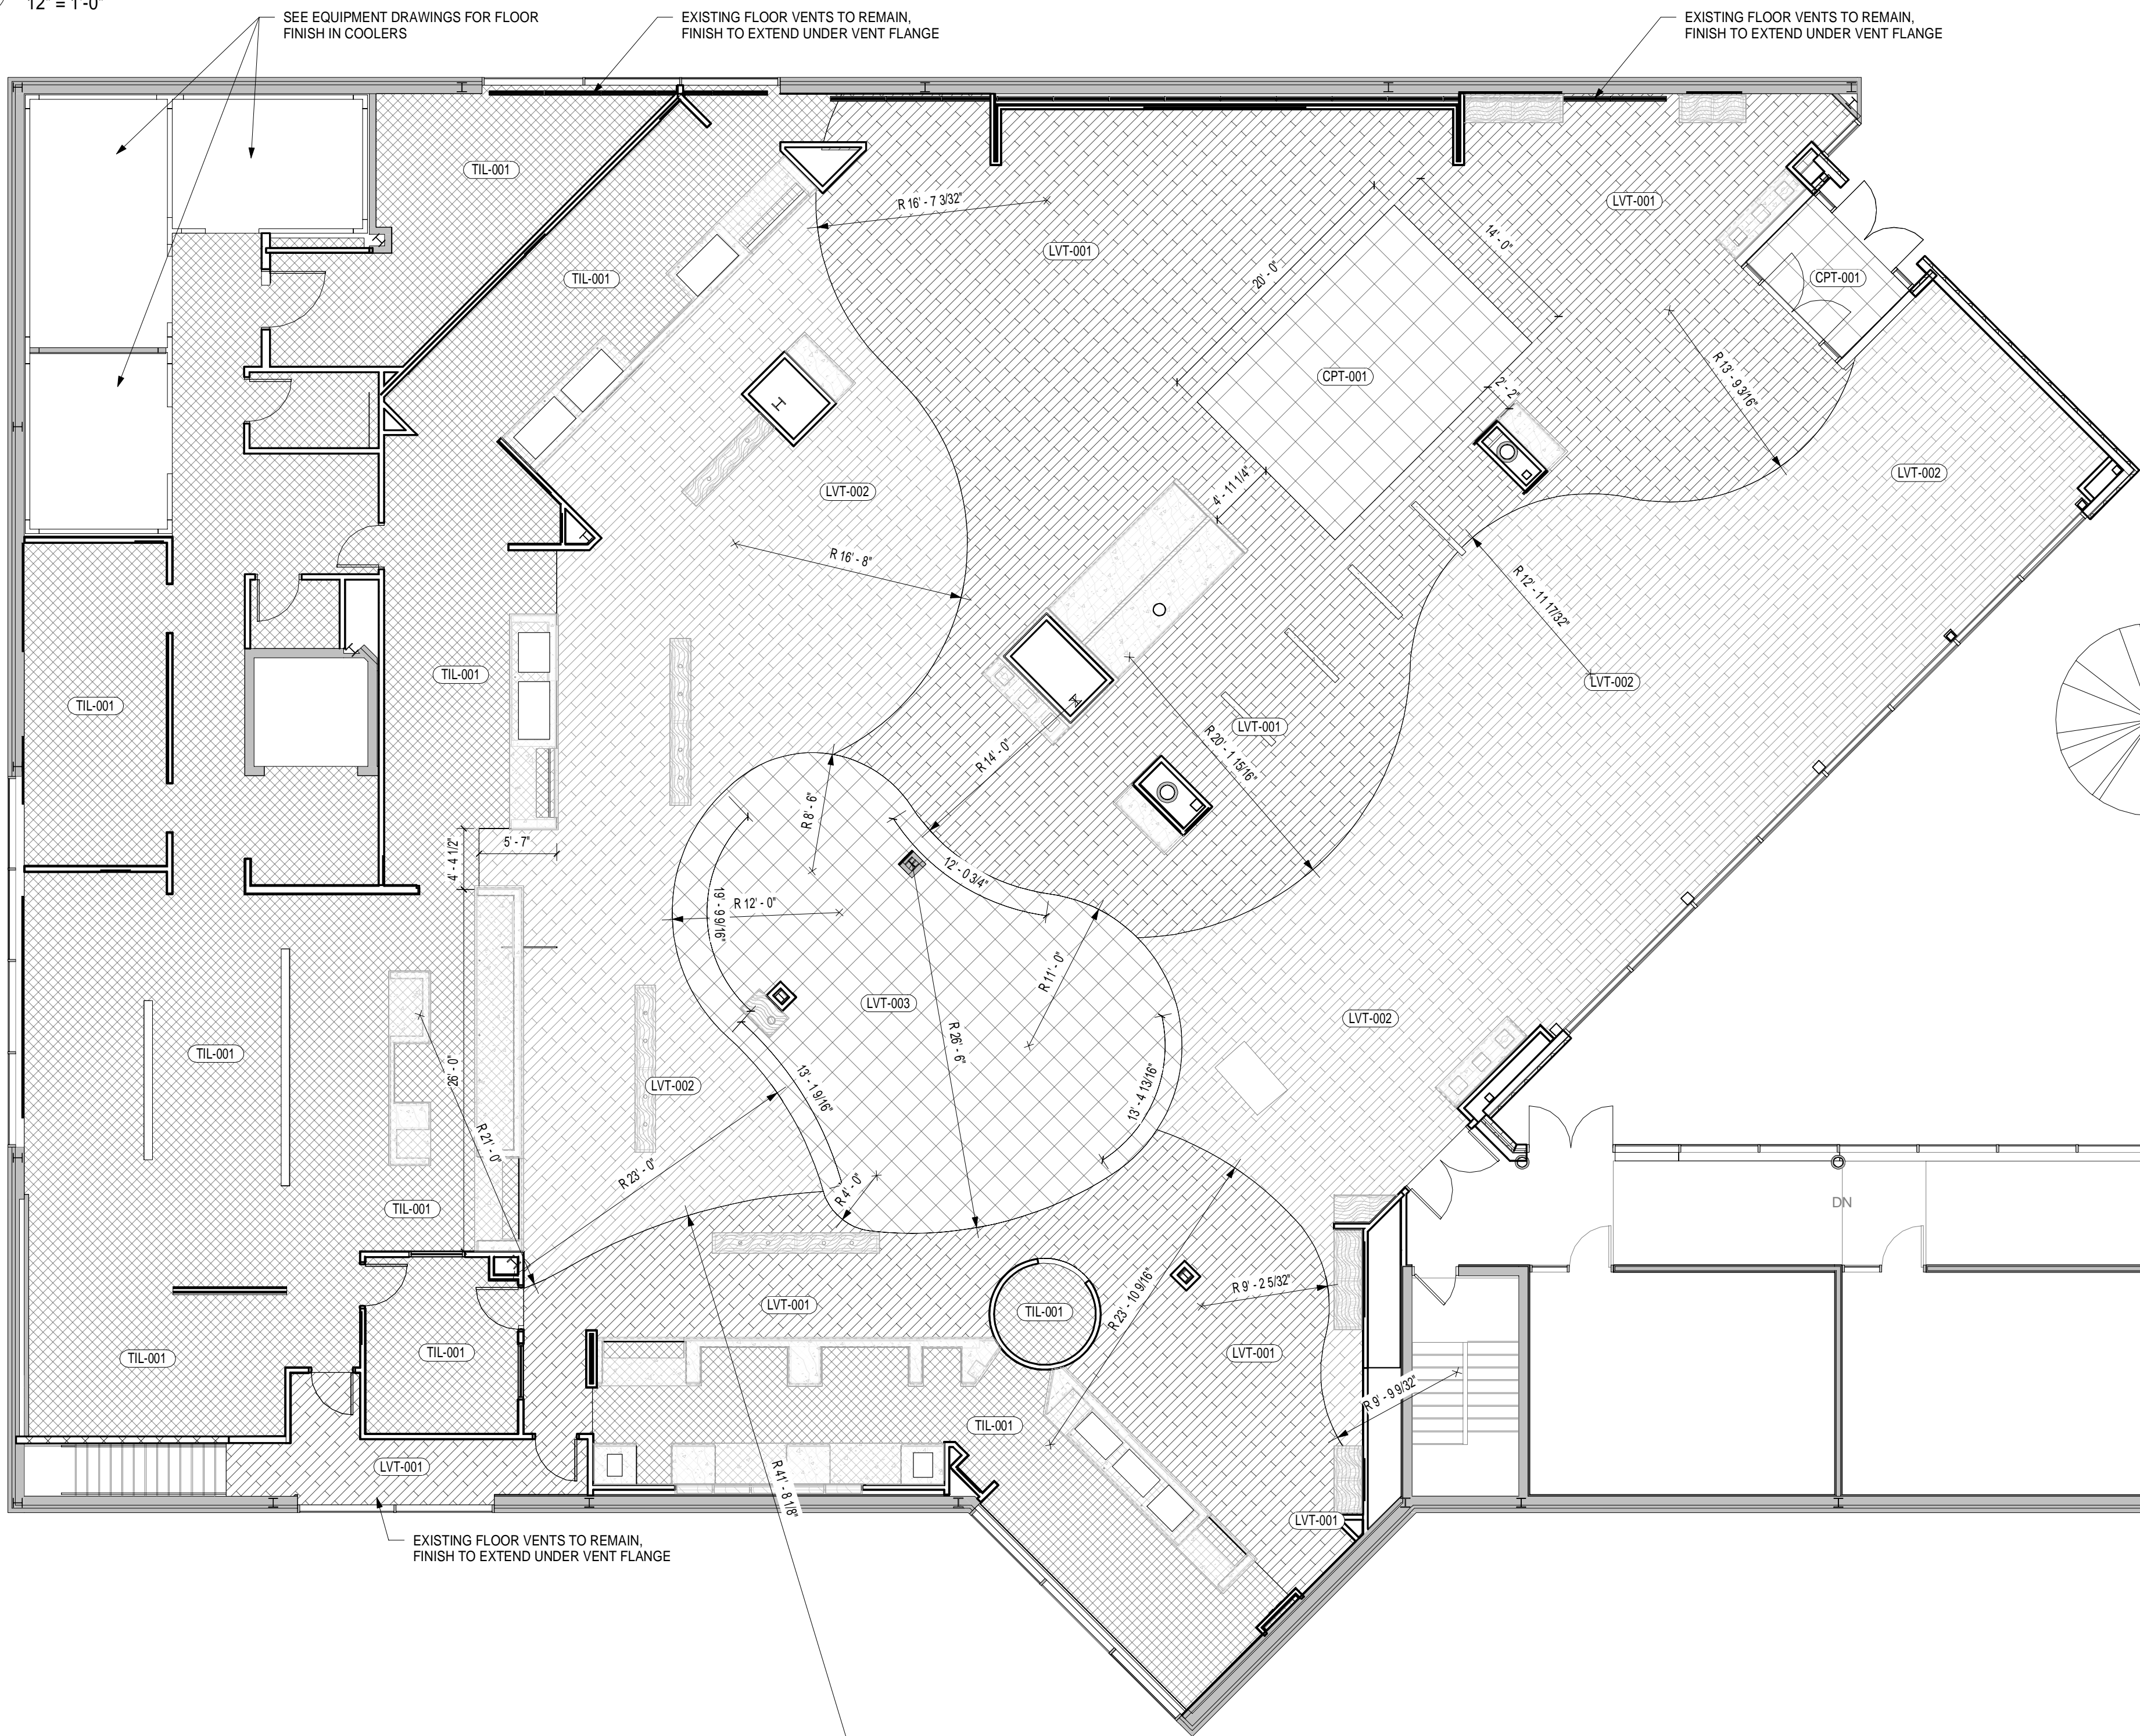 12" = 1'-0"
SEE EQUIPMENT DRAWINGS FOR FLOOR
FINISH IN COOLERS
EXISTING FLOOR VENTS TO REMAIN,
FINISH TO EXTEND UNDER VENT FLANGE
EXISTING FLOOR VENTS TO REMAIN,
FINISH TO EXTEND UNDER VENT FLANGE
TIL-001
R 16' - 7 3/32"
LVT-001
LVT-001
14' - 0"
20' - 0"
TIL-001
CPT-001
CPT-001
R 13' - 9 3/16"
2' - 2"
LVT-002
LVT-002
4' - 11 1/4"
R 16' - 8"
R 12' - 11 17/32"
TIL-001
TIL-001
LVT-002
LVT-001
R 20' - 1 15/16"
R 14' - 0"
R 8' - 6"
5' - 7"
4' - 4 1/2"
12' - 0 3/4"
19' - 9 9/16"
R 12' - 0"
R 11' - 0"
LVT-003
LVT-002
R 26' - 6"
TIL-001
26' - 0"
LVT-002
13' - 1 9/16"
13' - 4 13/16"
R 21' - 0"
R 23' - 0"
R 4' - 0"
TIL-001
DN
R 23' - 10 9/16"
R 9' - 2 5/32"
LVT-001
TIL-001
TIL-001
TIL-001
LVT-001
R 9' - 9 9/32"
TIL-001
LVT-001
R 41' - 8 1/8"
LVT-001
EXISTING FLOOR VENTS TO REMAIN,
FINISH TO EXTEND UNDER VENT FLANGE